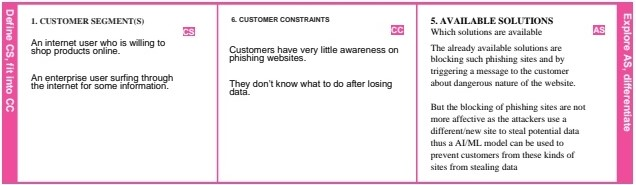 Define CS, fit into CC
1. CUSTOMER SEGMENT(S)
CS
An internet user who is willing to
shop products online.
An enterprise user surfing through
the internet for some information.
6. CUSTOMER CONSTRAINTS
CC
Customers have very little awareness on
phishing websites.
They don't know what to do after losing
data.
5. AVAILABLE SOLUTIONS
Which solutions are available
AS
The already available solutions are
blocking such phishing sites and by
triggering a message to the customer
about dangerous nature of the website.
But the blocking of phishing sites are not
more affective as the attackers use a
different/new site to steal potential data
thus a AI/ML model can be used to
prevent customers from these kinds of
sites from stealing data
Explore AS, differentiate